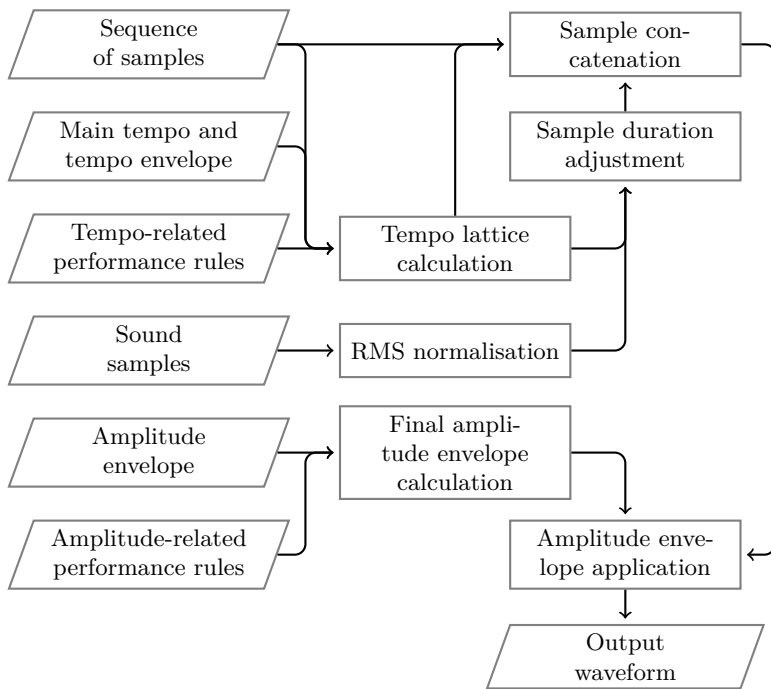 Sequence
of samples
Sample con-
catenation
Main tempo and
tempo envelope
Sample duration
adjustment
Tempo-related
performance rules
Tempo lattice
calculation
Sound
samples
RMS normalisation
Amplitude
envelope
Final ampli-
tude envelope
calculation
Amplitude-related
performance rules
Amplitude enve-
lope application
Output
waveform